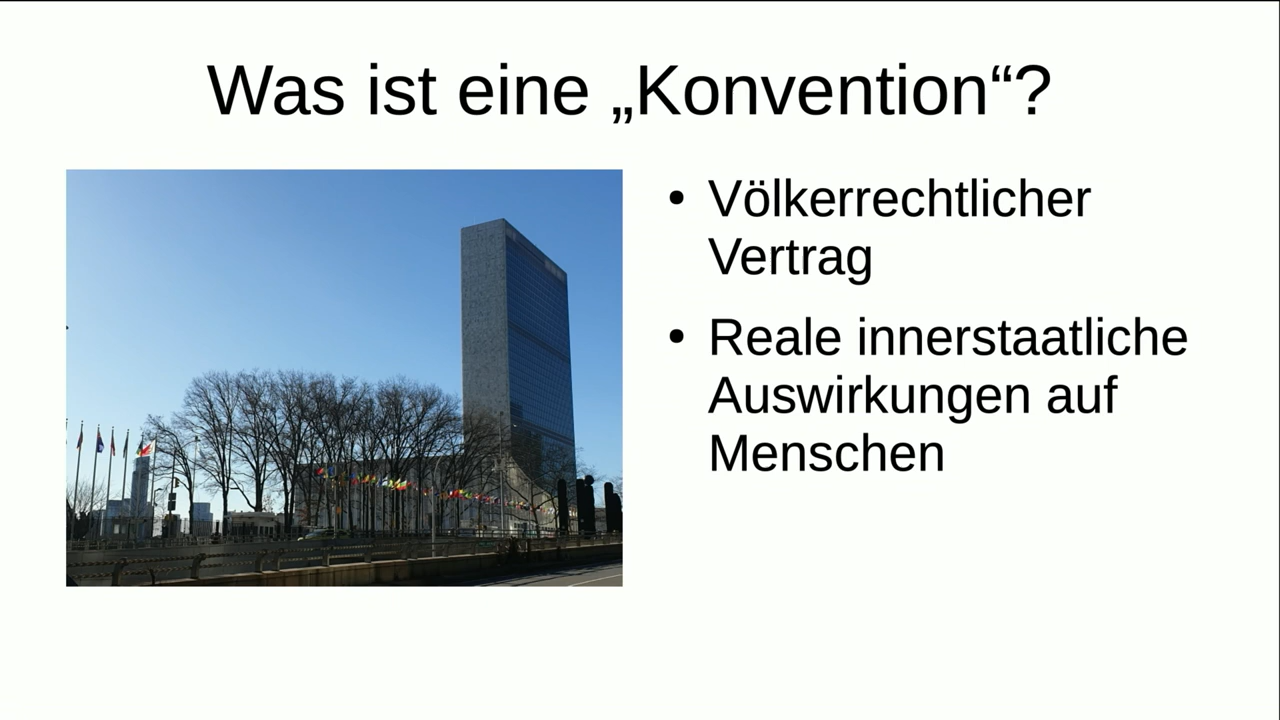 Was ist eine „Konvention“?
• Völkerrechtlicher
Vertrag
• Reale innerstaatliche
Auswirkungen auf
Menschen